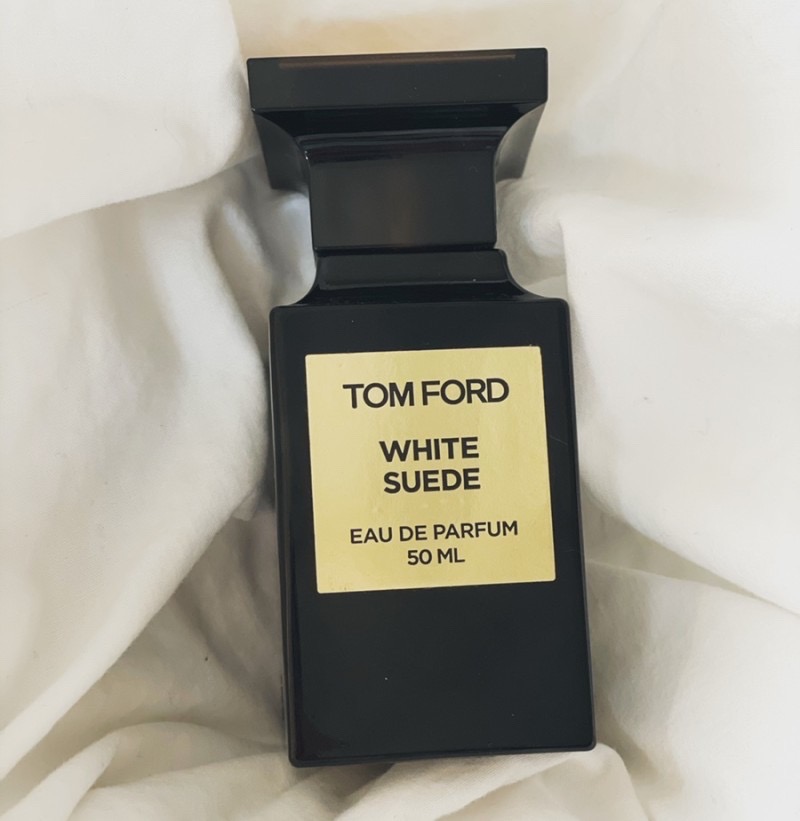 TOM FORD
WHITE
SUEDE
EAU DE PARFUM
50 ML